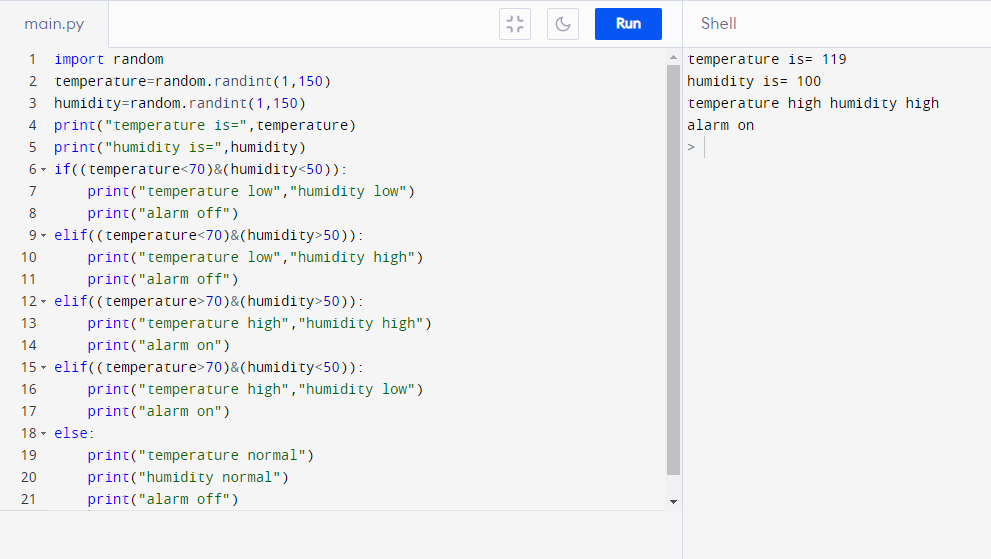 main.py
Run
Shell
1 import random
2 temperature=random.randint(1,150)
3 humidity=random.randint(1,150)
4 print("temperature is=",temperature)
5 print("humidity is=",humidity)
6 if((temperature<70)&(humidity<50)):
7 print("temperature low","humidity low")
8 print("alarm off")
9 elif((temperature<70)&(humidity>50)):
10 print("temperature low","humidity high")
11 print("alarm off")
12 elif((temperature>70)&(humidity>50)):
13 print("temperature high","humidity high")
14 print("alarm on")
15 elif((temperature>70)&(humidity<50)):
16 print("temperature high","humidity low")
17 print("alarm on")
18 else:
19 print("temperature normal")
20 print("humidity normal")
21 print("alarm off")
temperature is= 119
humidity is= 100
temperature high humidity high
alarm on
>